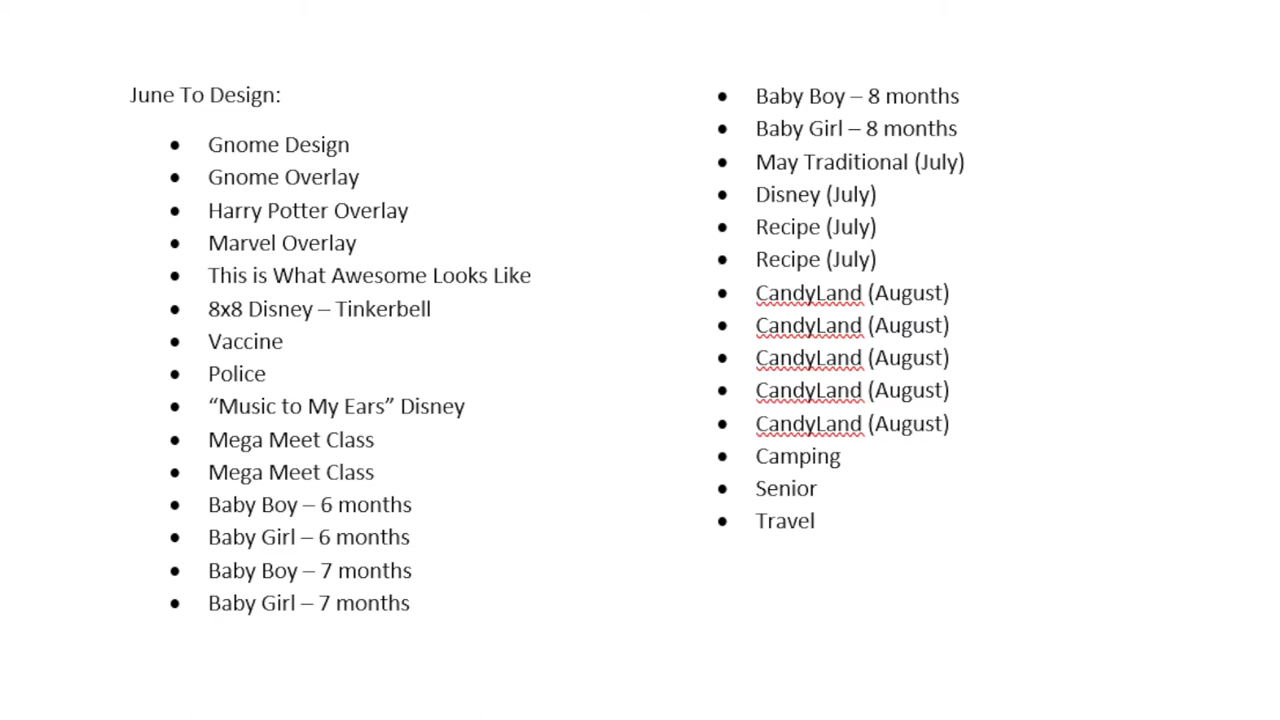 June To Design:
• Gnome Design
• Gnome Overlay
• Harry Potter Overlay
• Marvel Overlay
• This is What Awesome Looks Like
• 8x8 Disney – Tinkerbell
• Vaccine
• Police
• “Music to My Ears” Disney
• Mega Meet Class
• Mega Meet Class
• Baby Boy – 6 months
• Baby Girl – 6 months
• Baby Boy – 7 months
• Baby Girl – 7 months
• Baby Boy – 8 months
• Baby Girl – 8 months
• May Traditional (July)
• Disney (July)
• Recipe (July)
• Recipe (July)
• CandyLand (August)
• CandyLand (August)
• CandyLand (August)
• CandyLand (August)
• CandyLand (August)
• Camping
• Senior
• Travel